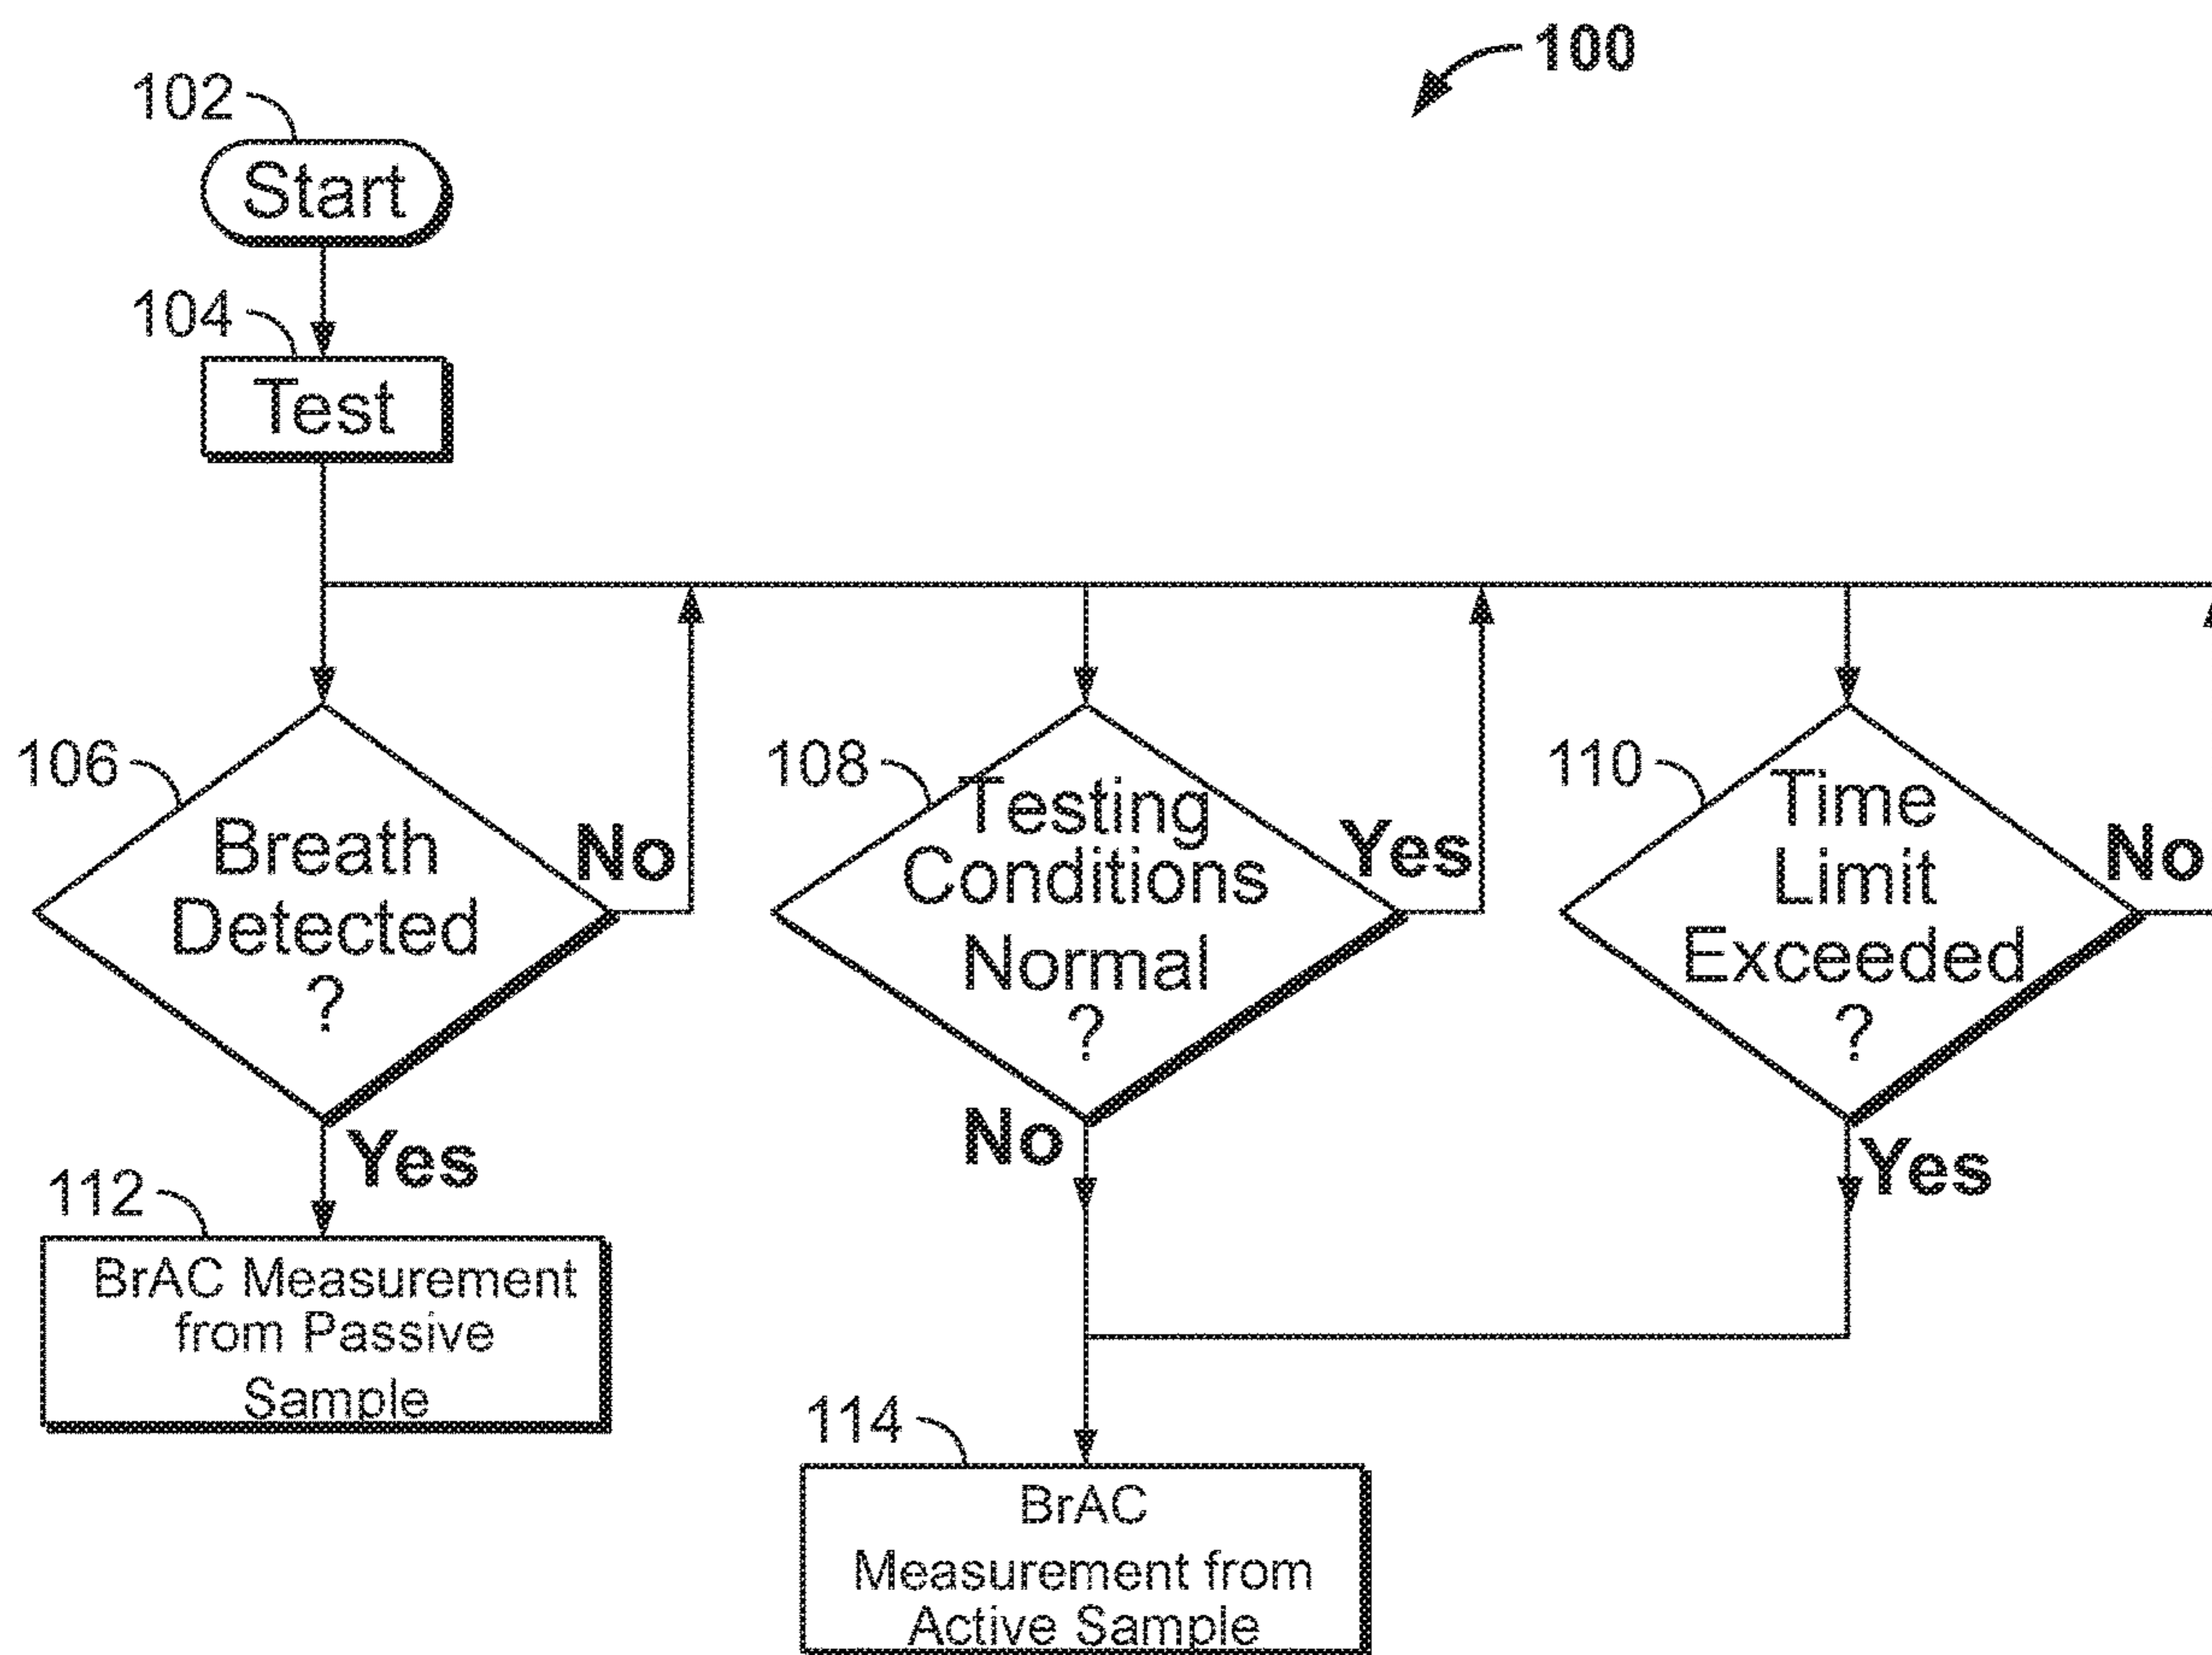 100
102
Start
104
Test
106
Breath
Detected
?
No
Yes
108
Testing
Conditions
Normal
?
Yes
No
110
Time
Limit
Exceeded
?
No
Yes
112
BrAC Measurement
from Passive
Sample
114
BrAC
Measurement from
Active Sample